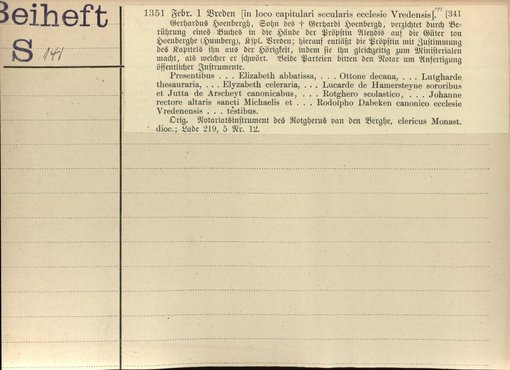 Beiheft
S 141
1351 Febr. 1 Vreden [in loco capitulari secularis ecclesie Vredensis]. [341
Gerhardus Hoenbergh, Sohn des † Gerhardi Hoenbergh, verzichtet durch Be-
rührung eines Buches in die Hände der Pröpstin Aleydis auf die Güter ton
Hoenberghe (Humberg), Kspl. Vreden; hierauf entläßt die Pröpstin mit Zustimmung
des Kapitels ihn aus der Hörigkeit, indem sie ihn gleichzeitig zum Ministerialen
macht, als welcher er schwört. Beide Parteien bitten den Notar um Anfertigung
öffentlicher Instrumente.
Presentibus . . . Elizabeth abbatissa, . . . Ottone decana, . . . Lutgharde
thesauraria, . . . Elyzabeth celeraria, . . . Lucarde de Hamersteyne sororibus
et Jutta de Arscheyt canonicabus, . . . Rotghero scolastico, . . . Johanne
rectore altaris sancti Michaelis et . . . Rodolpho Dabeken canonico ecclesie
Vredenensis . . . testibus.
Orig. Notariatsinstrument des Rotgherus van den Berghe, clericus Monast.
dioc.; Lade 219, 5 Nr. 12.